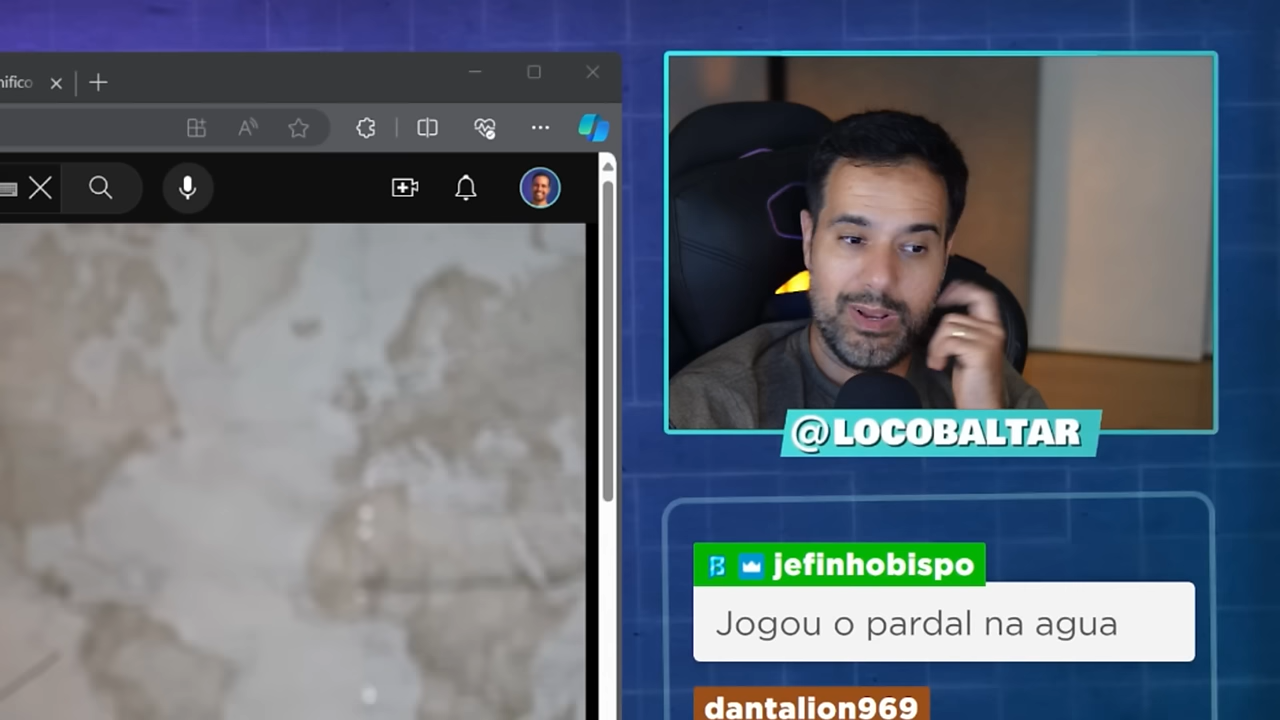 nifico
@LOCOBALTAR
jefinhobispo
Jogou o pardal na agua
dantalion969